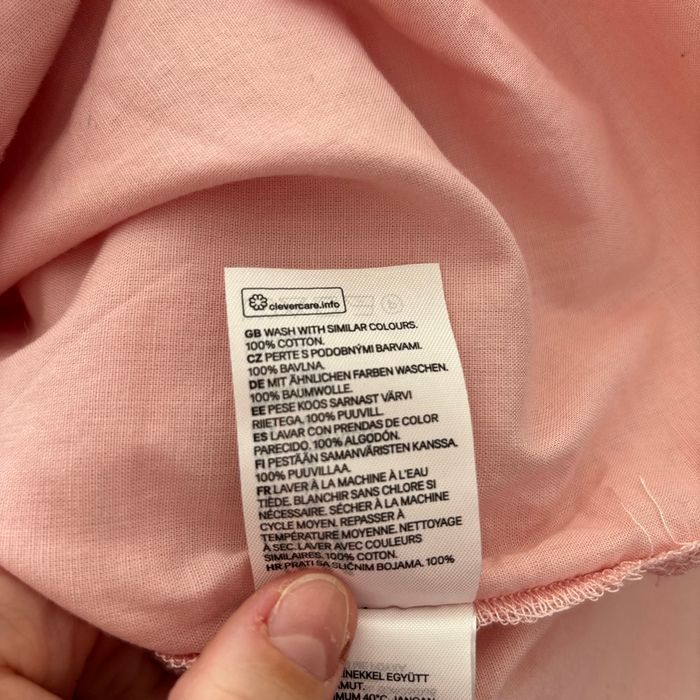 clevercare.info
GB WASH WITH SIMILAR COLOURS.
100% COTTON.
CZ PERTE S PODOBNÝMI BARVAMI.
100% BAVLNA.
DE MIT ÄHNLICHEN FARBEN WASCHEN.
100% BAUMWOLLE.
EE PESE KOOS SARNAST VÄRVI
RIIETEGA. 100% PUUVILL.
ES LAVAR CON PRENDAS DE COLOR
PARECIDO. 100% ALGODÓN.
FI PESTÄÄN SAMANVÄRISTEN KANSSA.
100% PUUVILLAA.
FR LAVER À LA MACHINE À L'EAU
TIÈDE. BLANCHIR SANS CHLORE SI
NÉCESSAIRE. SÉCHER À LA MACHINE
CYCLE MOYEN. REPASSER À
TEMPÉRATURE MOYENNE. NETTOYAGE
À SEC. LAVER AVEC COULEURS
SIMILAIRES. 100% COTON.
HR PRATI SA SLIČNIM BOJAMA. 100%
EGYÜTT
40°C.